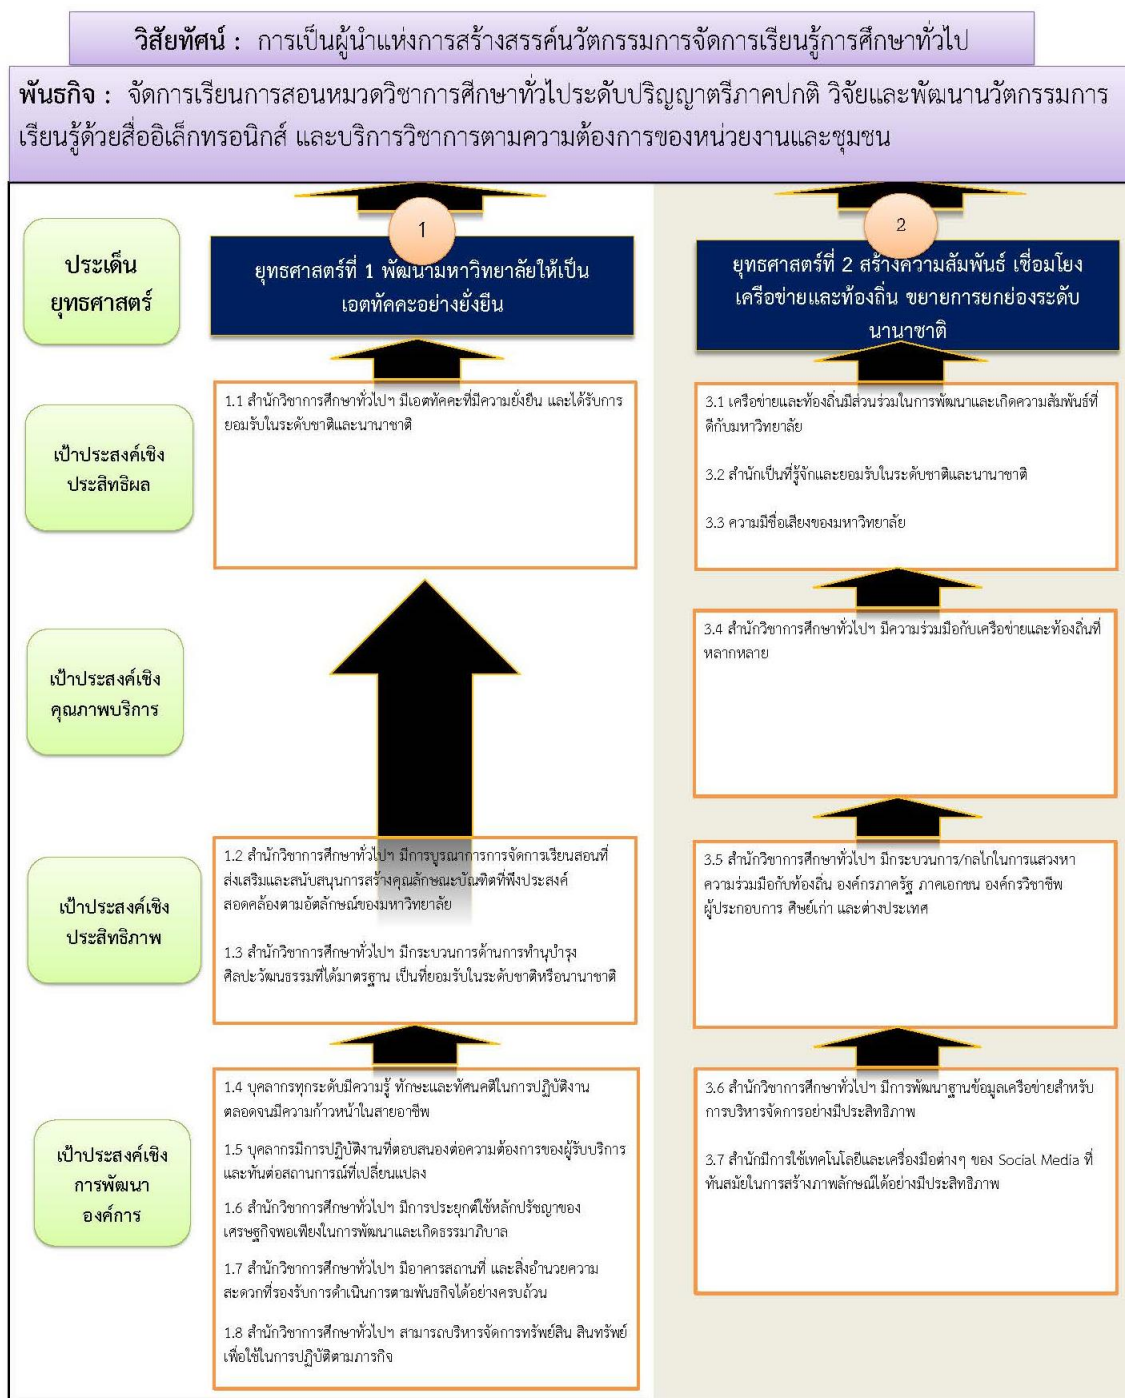 วิสัยทัศน์ : การเป็นผู้นำแห่งการสร้างสรรค์นวัตกรรมการจัดการเรียนรู้การศึกษาทั่วไป
พันธกิจ : จัดการเรียนการสอนหมวดวิชาการศึกษาทั่วไประดับปริญญาตรีภาคปกติ วิจัยและพัฒนานวัตกรรมการ
เรียนรู้ด้วยสื่ออิเล็กทรอนิกส์ และบริการวิชาการตามความต้องการของหน่วยงานและชุมชน
ประเด็น
ยุทธศาสตร์
1
ยุทธศาสตร์ที่ 1 พัฒนามหาวิทยาลัยให้เป็น
เอตทัคคะอย่างยั่งยืน
2
ยุทธศาสตร์ที่ 2 สร้างความสัมพันธ์ เชื่อมโยง
เครือข่ายและท้องถิ่น ขยายการยกย่องระดับ
นานาชาติ
เป้าประสงค์เชิง
ประสิทธิผล
1.1 สำนักวิชาการศึกษาทั่วไปฯ มีเอตทัคคะที่มีความยั่งยืน และได้รับการ
ยอมรับในระดับชาติและนานาชาติ
3.1 เครือข่ายและท้องถิ่นมีส่วนร่วมในการพัฒนาและเกิดความสัมพันธ์ที่
ดีกับมหาวิทยาลัย
3.2 สำนักเป็นที่รู้จักและยอมรับในระดับชาติและนานาชาติ
3.3 ความมีชื่อเสียงของมหาวิทยาลัย
เป้าประสงค์เชิง
คุณภาพบริการ
3.4 สำนักวิชาการศึกษาทั่วไปฯ มีความร่วมมือกับเครือข่ายและท้องถิ่นที่
หลากหลาย
เป้าประสงค์เชิง
ประสิทธิภาพ
1.2 สำนักวิชาการศึกษาทั่วไปฯ มีการบูรณาการการจัดการเรียนสอนที่
ส่งเสริมและสนับสนุนการสร้างคุณลักษณะบัณฑิตที่พึงประสงค์
สอดคล้องตามอัตลักษณ์ของมหาวิทยาลัย
1.3 สำนักวิชาการศึกษาทั่วไปฯ มีกระบวนการด้านการทำนุบำรุง
ศิลปะวัฒนธรรมที่ได้มาตรฐาน เป็นที่ยอมรับในระดับชาติหรือนานาชาติ
3.5 สำนักวิชาการศึกษาทั่วไปฯ มีกระบวนการ/กลไกในการแสวงหา
ความร่วมมือกับท้องถิ่น องค์กรภาครัฐ ภาคเอกชน องค์กรวิชาชีพ
ผู้ประกอบการ ศิษย์เก่า และต่างประเทศ
เป้าประสงค์เชิง
การพัฒนา
องค์การ
1.4 บุคลากรทุกระดับมีความรู้ ทักษะและทัศนคติในการปฏิบัติงาน
ตลอดจนมีความก้าวหน้าในสายอาชีพ
1.5 บุคลากรมีการปฏิบัติงานที่ตอบสนองต่อความต้องการของผู้รับบริการ
และทันต่อสถานการณ์ที่เปลี่ยนแปลง
1.6 สำนักวิชาการศึกษาทั่วไปฯ มีการประยุกต์ใช้หลักปรัชญาของ
เศรษฐกิจพอเพียงในการพัฒนาและเกิดธรรมาภิบาล
1.7 สำนักวิชาการศึกษาทั่วไปฯ มีอาคารสถานที่ และสิ่งอำนวยความ
สะดวกที่รองรับการดำเนินการตามพันธกิจได้อย่างครบถ้วน
1.8 สำนักวิชาการศึกษาทั่วไปฯ สามารถบริหารจัดการทรัพย์สิน สินทรัพย์
เพื่อใช้ในการปฏิบัติตามภารกิจ
3.6 สำนักวิชาการศึกษาทั่วไปฯ มีการพัฒนาฐานข้อมูลเครือข่ายสำหรับ
การบริหารจัดการอย่างมีประสิทธิภาพ
3.7 สำนักมีการใช้เทคโนโลยีและเครื่องมือต่างๆ ของ Social Media ที่
ทันสมัยในการสร้างภาพลักษณ์ได้อย่างมีประสิทธิภาพ